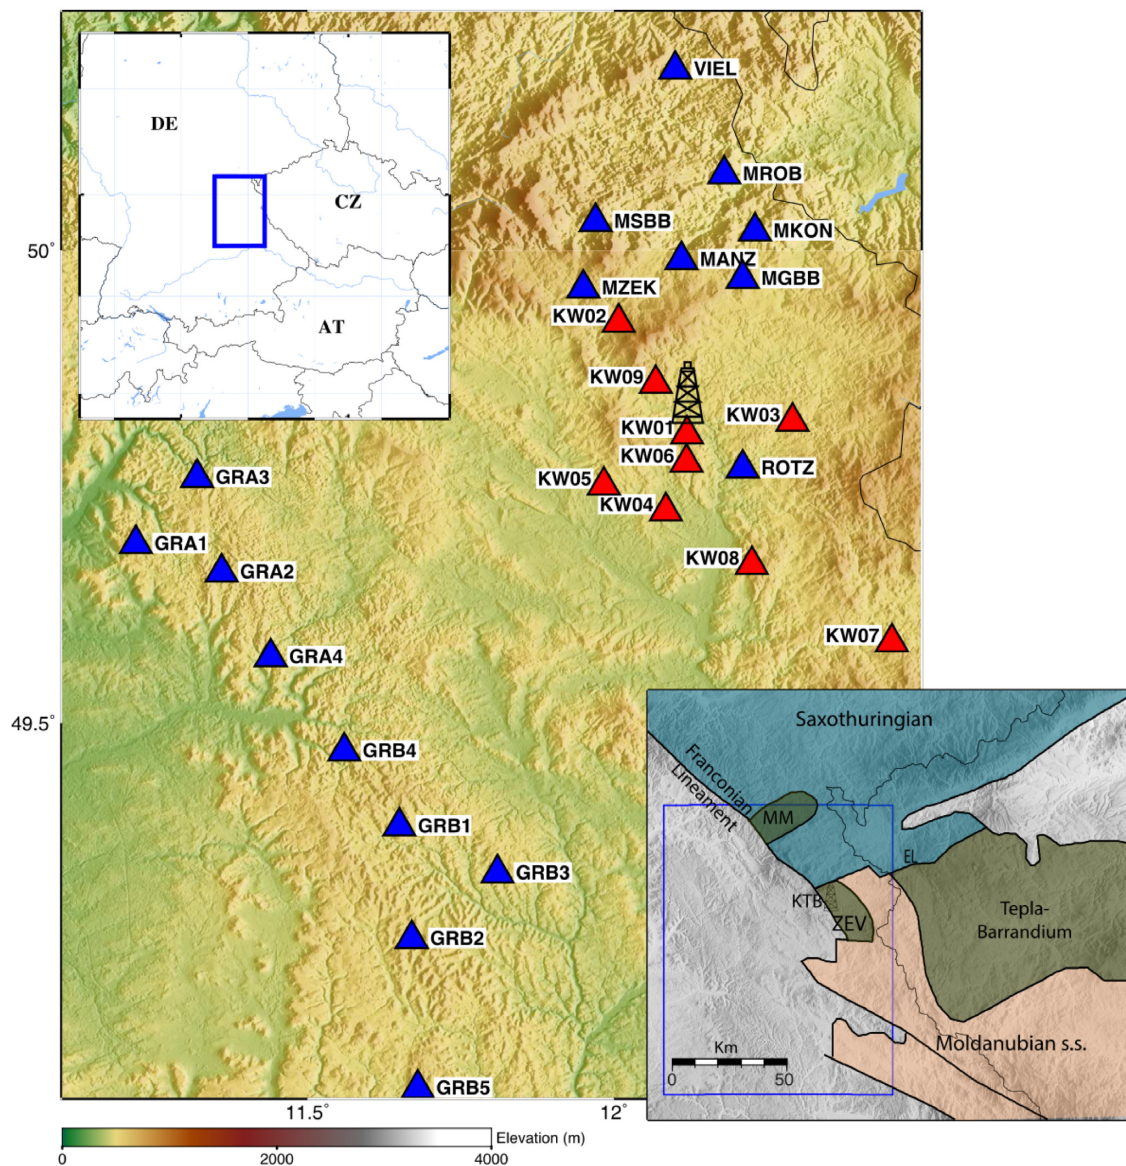 VIEL
DE
MROB
CZ
MSBB
MKON
50°
MANZ
MGBB
MZEK
KW02
AT
KW09
KW03
KW01
KW06
ROTZ
GRA3
KW05
KW04
GRA1
KW08
GRA2
KW07
GRA4
49.5°
Saxothuringian
GRB4
Franconian
Lineament
MM
GRB1
EL
GRB3
KTB
ZEV
Tepla-
Barrandium
GRB2
Km
Moldanubian s.s.
0
50
GRB5
11.5°
12°
Elevation (m)
0
2000
4000